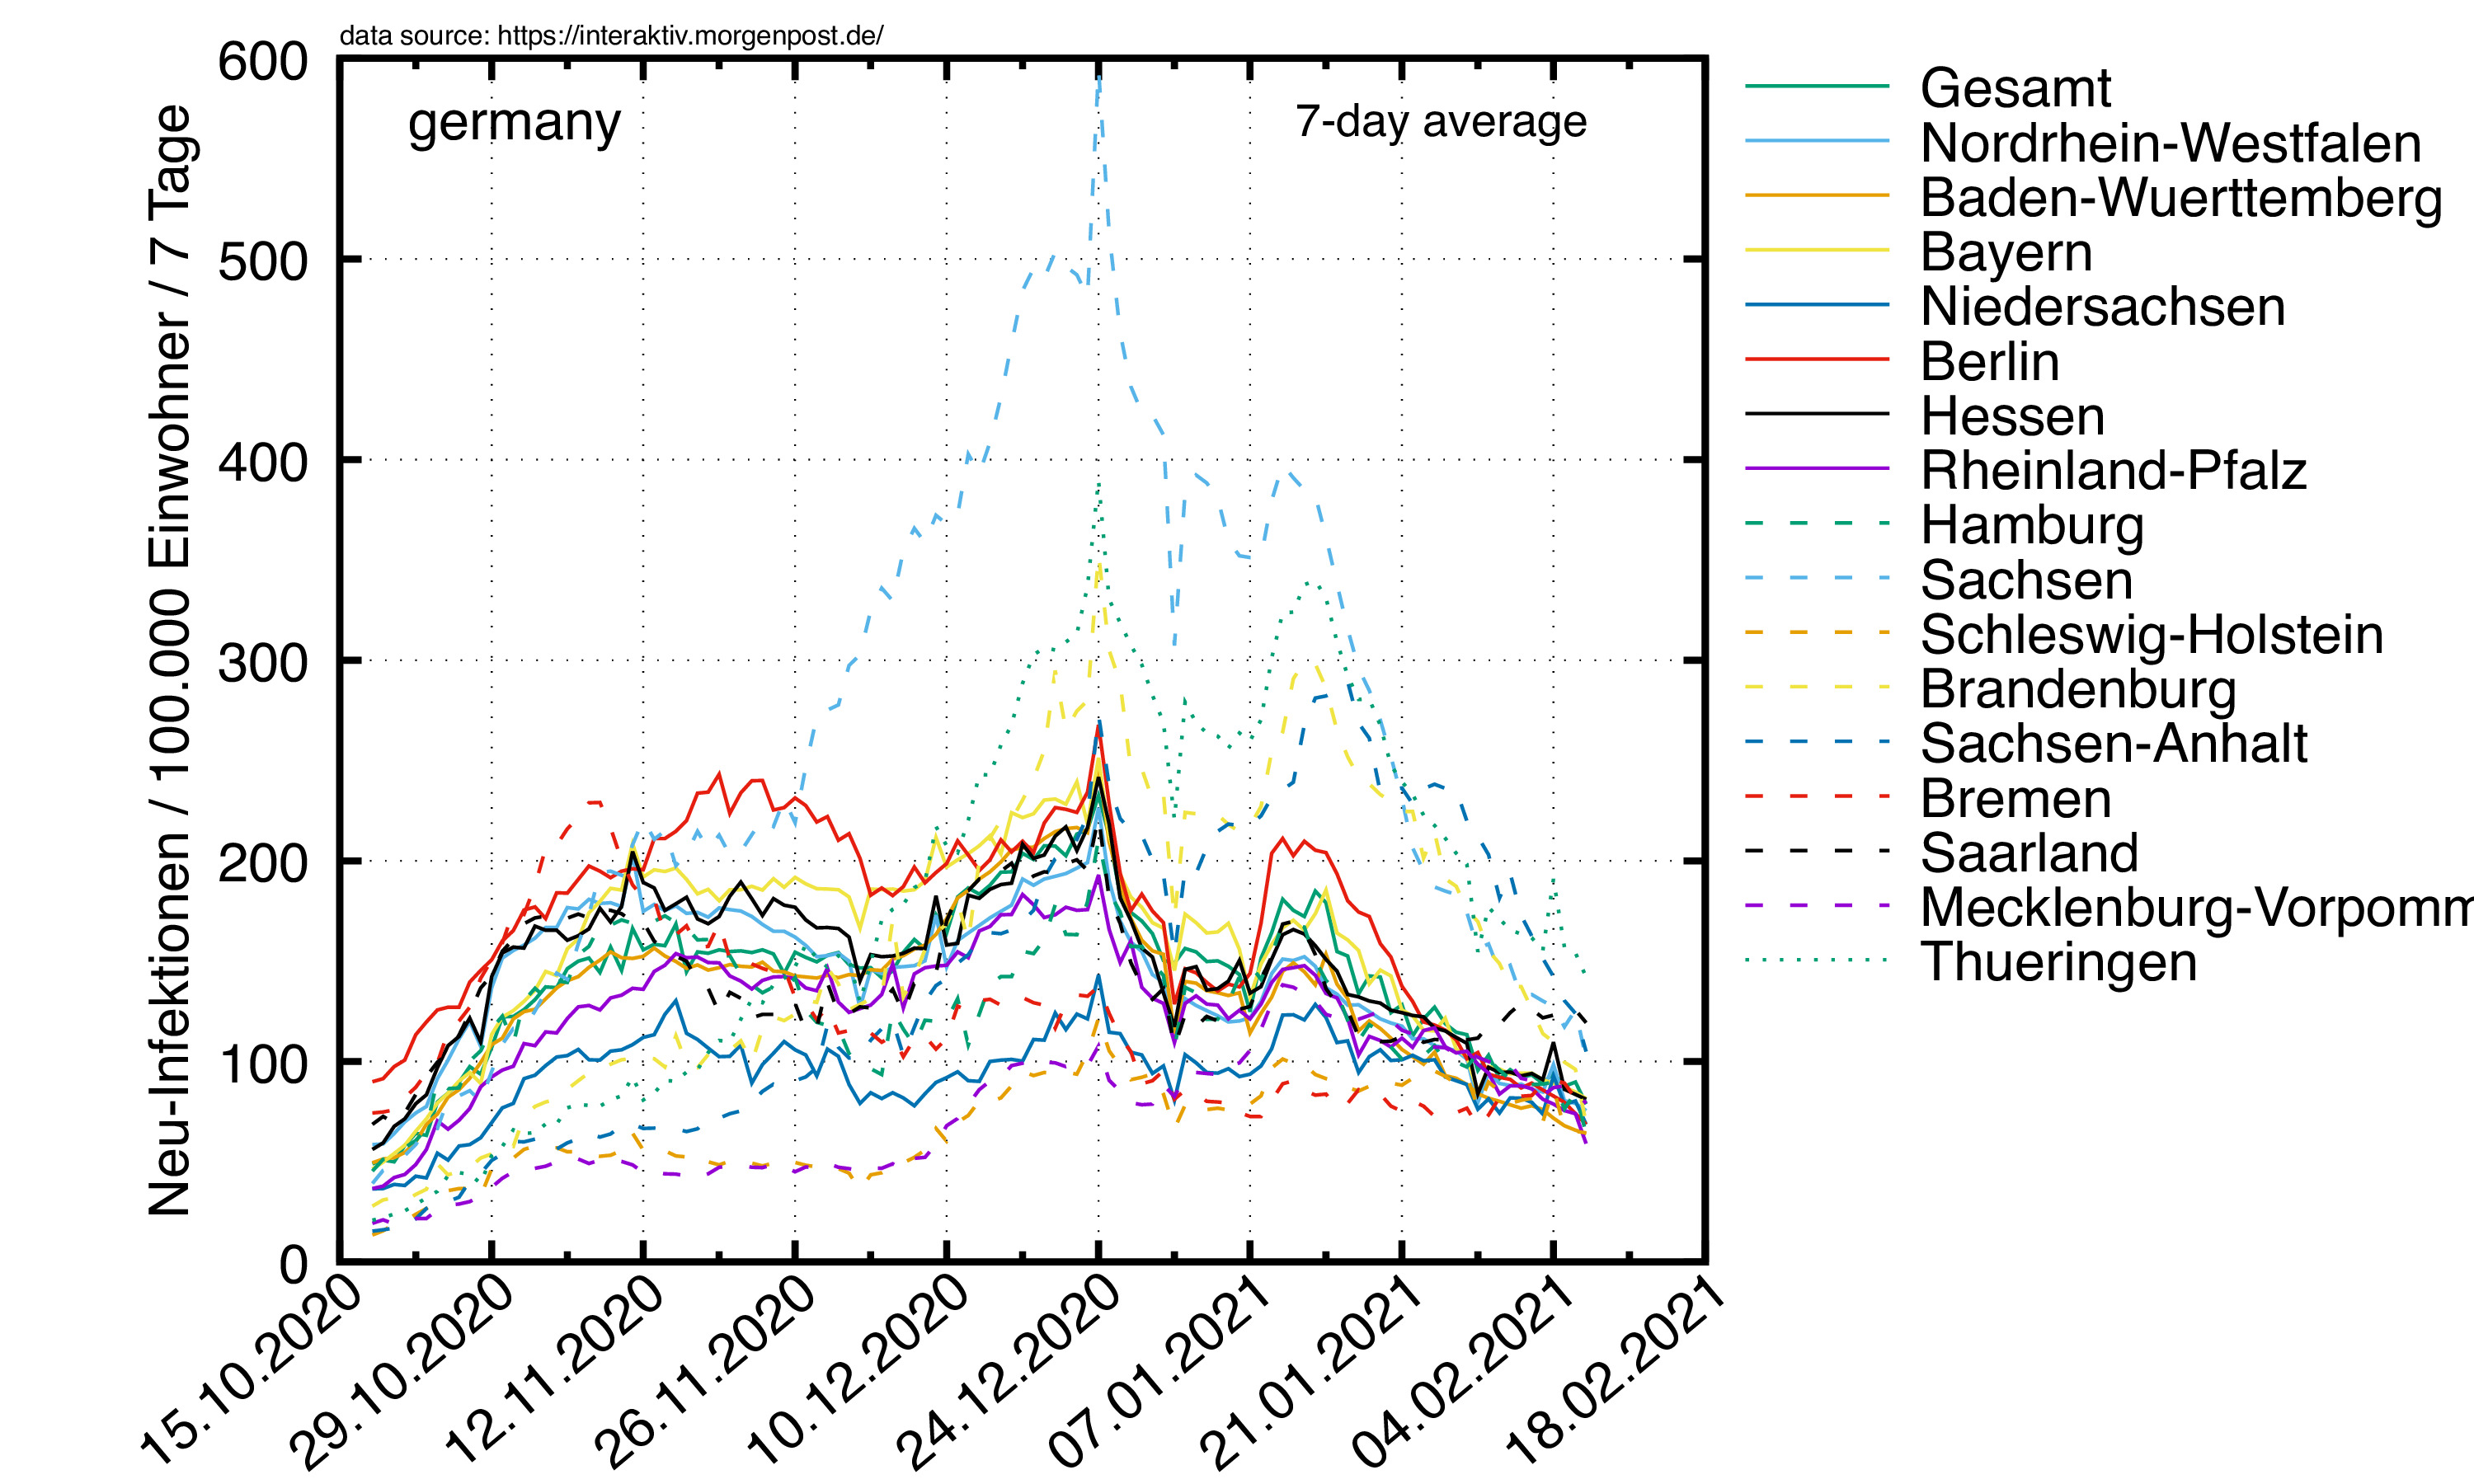 data source: https://interaktiv.morgenpost.de/
germany
7-day average
Neu-Infektionen / 100.000 Einwohner / 7 Tage
600
500
400
300
200
100
0
15.10.2020
29.10.2020
12.11.2020
26.11.2020
10.12.2020
24.12.2020
07.01.2021
21.01.2021
04.02.2021
18.02.2021
Gesamt
Nordrhein-Westfalen
Baden-Wuerttemberg
Bayern
Niedersachsen
Berlin
Hessen
Rheinland-Pfalz
Hamburg
Sachsen
Schleswig-Holstein
Brandenburg
Sachsen-Anhalt
Bremen
Saarland
Mecklenburg-Vorpomm
Thueringen